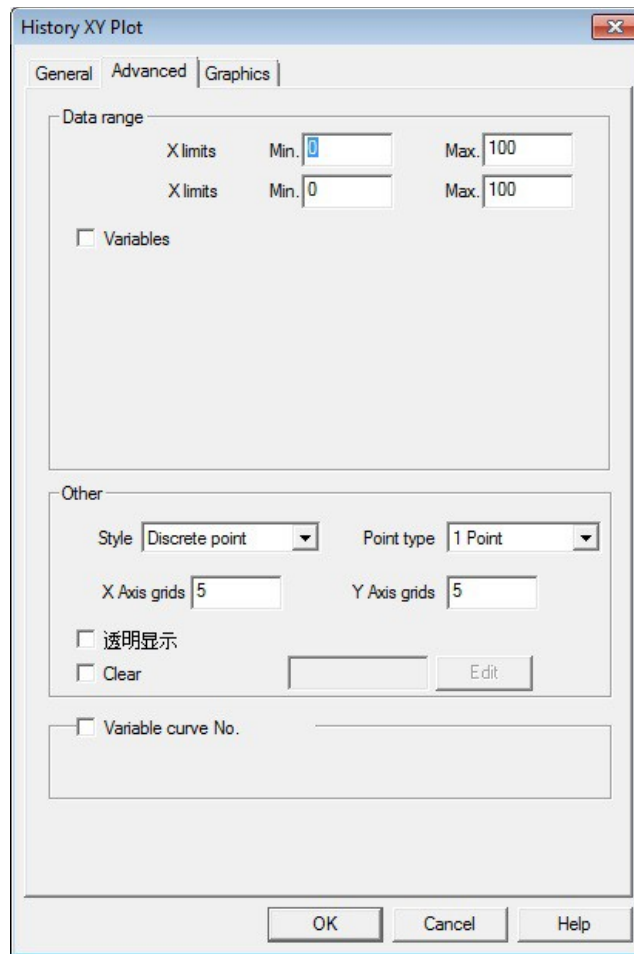 History XY Plot
General Advanced Graphics
Data range
X limits Min. 0 Max. 100
X limits Min. 0 Max. 100
Variables
Other
Style Discrete point Point type 1 Point
X Axis grids 5 Y Axis grids 5
透明显示
Clear Edit
Variable curve No.
OK Cancel Help